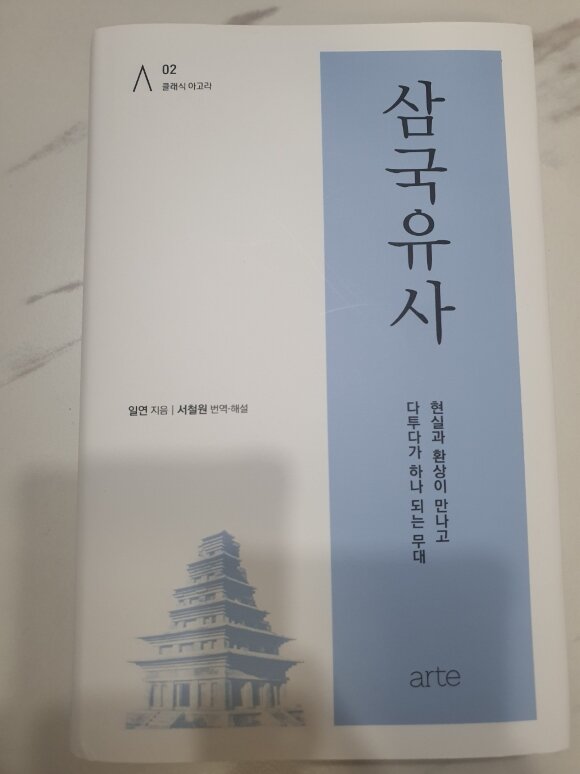 02
클래식 아고라
삼국유사
일연 지음 | 서철원 번역·해설
현실과 환상이 만나고
다투다가 하나 되는 무대
arte